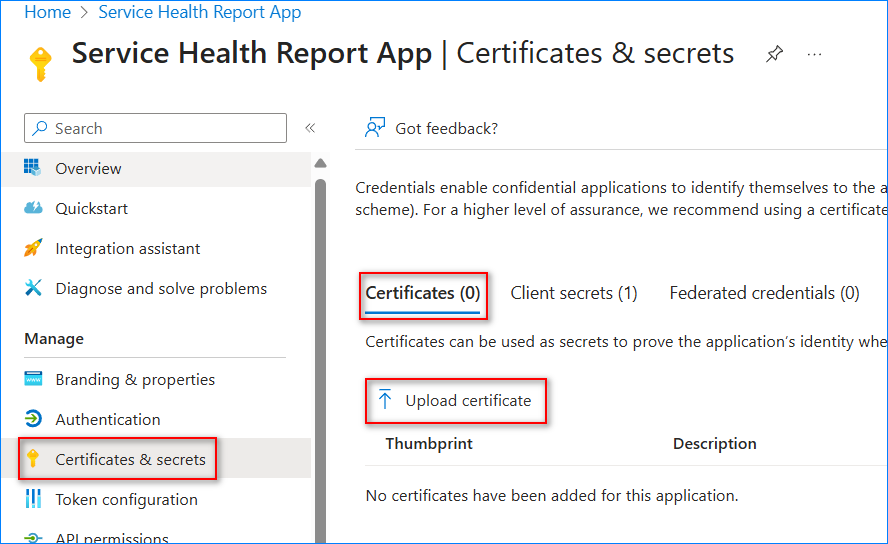 Home > Service Health Report App
Service Health Report App | Certificates & secrets
Search
Got feedback?
Overview
Quickstart
Integration assistant
Diagnose and solve problems
Manage
Branding & properties
Authentication
Certificates & secrets
Token configuration
API permissions
Credentials enable confidential applications to identify themselves to the a
scheme). For a higher level of assurance, we recommend using a certificate
Certificates (0) Client secrets (1) Federated credentials (0)
Certificates can be used as secrets to prove the application's identity whe
Upload certificate
Thumbprint Description
No certificates have been added for this application.